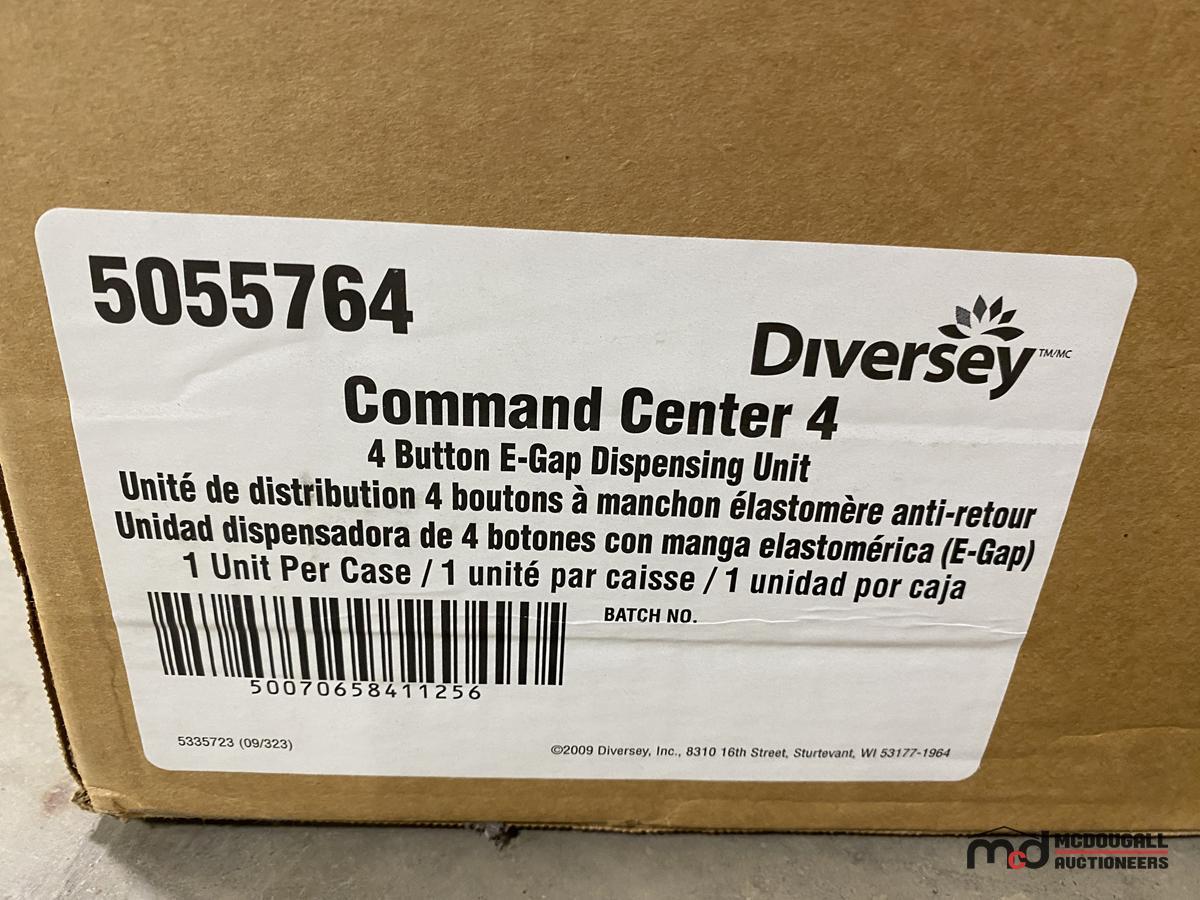 5055764
Diversey TM/MC
Command Center 4
4 Button E-Gap Dispensing Unit
Unité de distribution 4 boutons à manchon élastomère anti-retour
Unidad dispensadora de 4 botones con manga elastomérica (E-Gap)
1 Unit Per Case / 1 unité par caisse / 1 unidad por caja
BATCH NO.
50070658411256
5335723 (09/323)
©2009 Diversey, Inc., 8310 16th Street, Sturtevant, WI 53177-1964
mcd MCDOUGALL
AUCTIONEERS